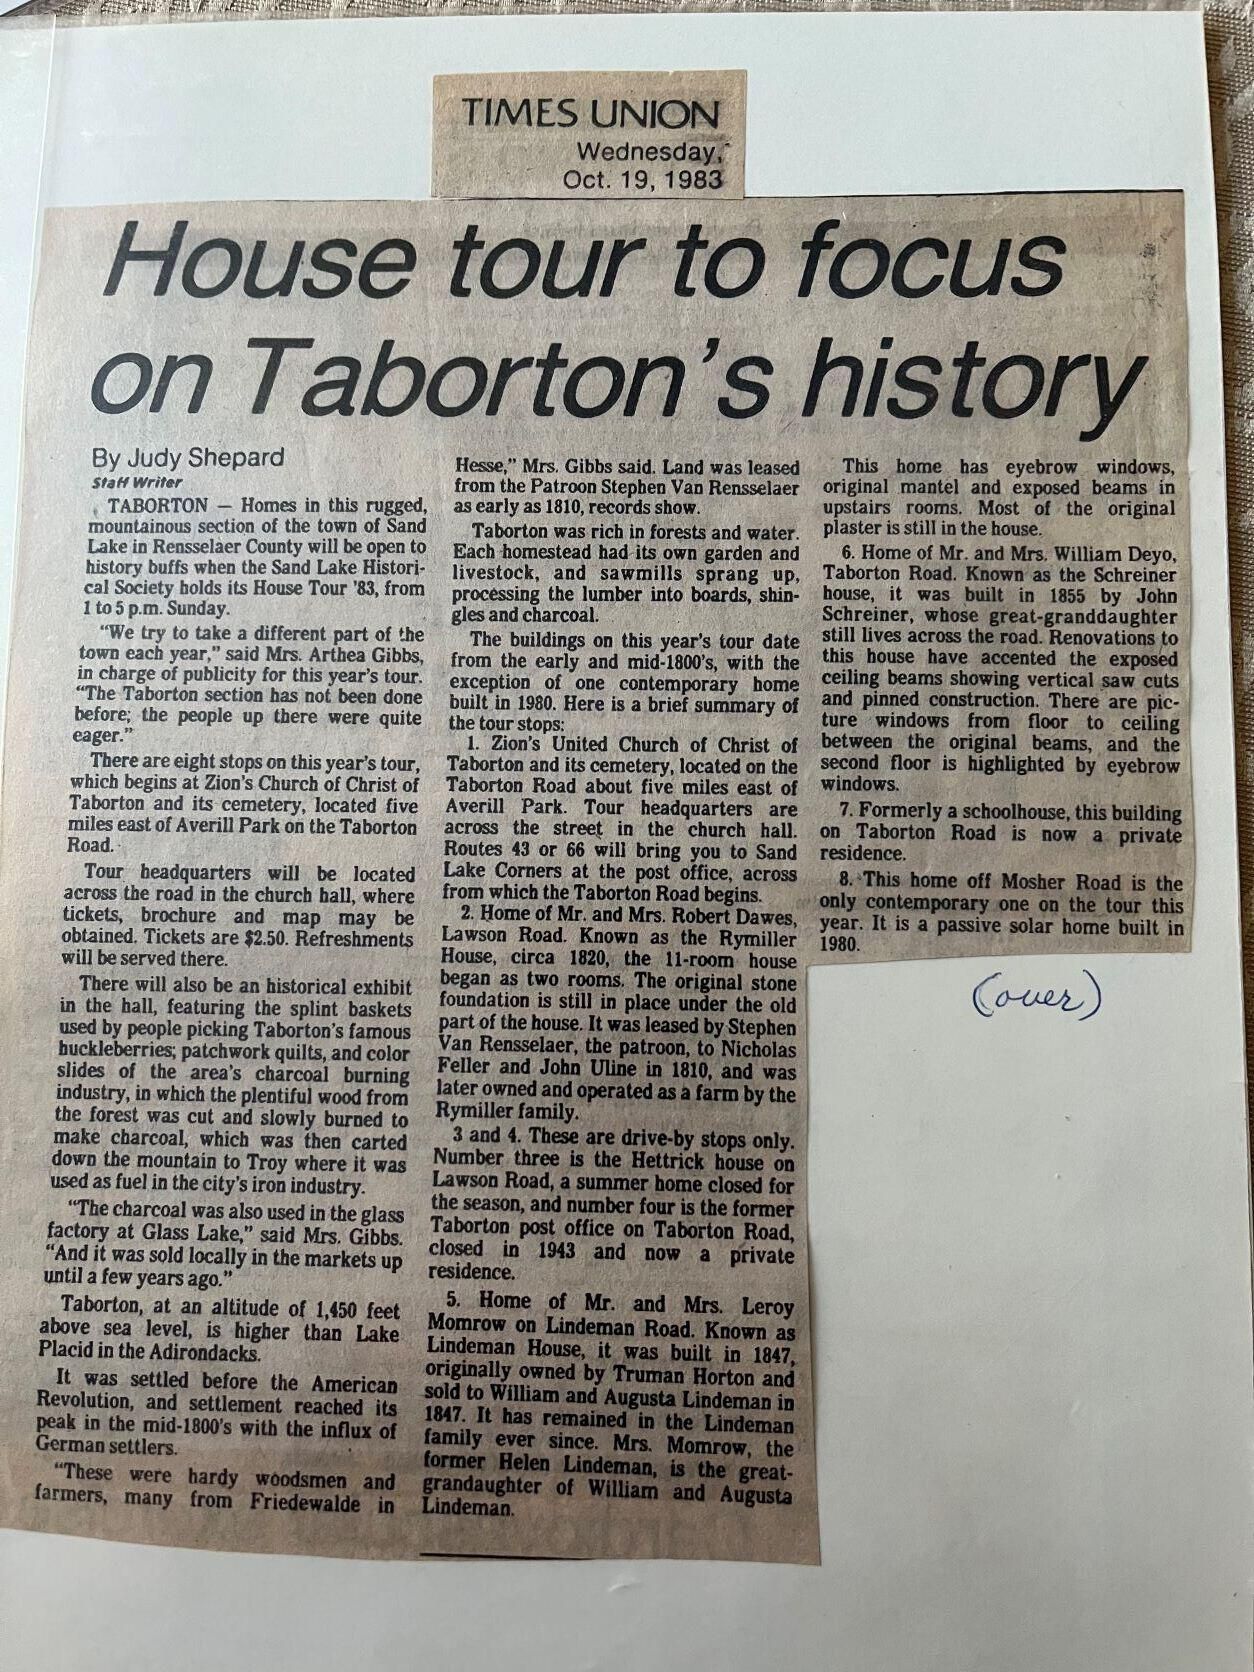 TIMES UNION
Wednesday,
Oct. 19, 1983
House tour to focus
on Taborton's history
By Judy Shepard
Staff Writer
TABORTON — Homes in this rugged,
mountainous section of the town of Sand
Lake in Rensselaer County will be open to
history buffs when the Sand Lake Histori-
cal Society holds its House Tour '83, from
1 to 5 p.m. Sunday.
"We try to take a different part of the
town each year," said Mrs. Arthea Gibbs,
in charge of publicity for this year's tour.
"The Taborton section has not been done
before; the people up there were quite
eager."
There are eight stops on this year's tour,
which begins at Zion's Church of Christ of
Taborton and its cemetery, located five
miles east of Averill Park on the Taborton
Road.
Tour headquarters will be located
across the road in the church hall, where
tickets, brochure and map may be
obtained. Tickets are $2.50. Refreshments
will be served there.
There will also be an historical exhibit
in the hall, featuring the splint baskets
used by people picking Taborton's famous
huckleberries; patchwork quilts, and color
slides of the area's charcoal burning
industry, in which the plentiful wood from
the forest was cut and slowly burned to
make charcoal, which was then carted
down the mountain to Troy where it was
used as fuel in the city's iron industry.
"The charcoal was also used in the glass
factory at Glass Lake," said Mrs. Gibbs.
"And it was sold locally in the markets up
until a few years ago."
Taborton, at an altitude of 1,450 feet
above sea level, is higher than Lake
Placid in the Adirondacks.
It was settled before the American
Revolution, and settlement reached its
peak in the mid-1800's with the influx of
German settlers.
"These were hardy woodsmen and
farmers, many from Friedewalde in
Hesse," Mrs. Gibbs said. Land was leased
from the Patroon Stephen Van Rensselaer
as early as 1810, records show.
Taborton was rich in forests and water.
Each homestead had its own garden and
livestock, and sawmills sprang up,
processing the lumber into boards, shin-
gles and charcoal.
The buildings on this year's tour date
from the early and mid-1800's, with the
exception of one contemporary home
built in 1980. Here is a brief summary of
the tour stops:
1. Zion's United Church of Christ of
Taborton and its cemetery, located on the
Taborton Road about five miles east of
Averill Park. Tour headquarters are
across the street in the church hall.
Routes 43 or 66 will bring you to Sand
Lake Corners at the post office, across
from which the Taborton Road begins.
2. Home of Mr. and Mrs. Robert Dawes,
Lawson Road. Known as the Rymiller
House, circa 1820, the 11-room house
began as two rooms. The original stone
foundation is still in place under the old
part of the house. It was leased by Stephen
Van Rensselaer, the patroon, to Nicholas
Feller and John Uline in 1810, and was
later owned and operated as a farm by the
Rymiller family.
3 and 4. These are drive-by stops only.
Number three is the Hettrick house on
Lawson Road, a summer home closed for
the season, and number four is the former
Taborton post office on Taborton Road,
closed in 1943 and now a private
residence.
5. Home of Mr. and Mrs. Leroy
Momrow on Lindeman Road. Known as
Lindeman House, it was built in 1847,
originally owned by Truman Horton and
sold to William and Augusta Lindeman in
1847. It has remained in the Lindeman
family ever since. Mrs. Momrow, the
former Helen Lindeman, is the great-
grandaughter of William and Augusta
Lindeman.
This home has eyebrow windows,
original mantel and exposed beams in
upstairs rooms. Most of the original
plaster is still in the house.
6. Home of Mr. and Mrs. William Deyo,
Taborton Road. Known as the Schreiner
house, it was built in 1855 by John
Schreiner, whose great-granddaughter
still lives across the road. Renovations to
this house have accented the exposed
ceiling beams showing vertical saw cuts
and pinned construction. There are pic-
ture windows from floor to ceiling
between the original beams, and the
second floor is highlighted by eyebrow
windows.
7. Formerly a schoolhouse, this building
on Taborton Road is now a private
residence.
8. This home off Mosher Road is the
only contemporary one on the tour this
year. It is a passive solar home built in
1980.
(over)